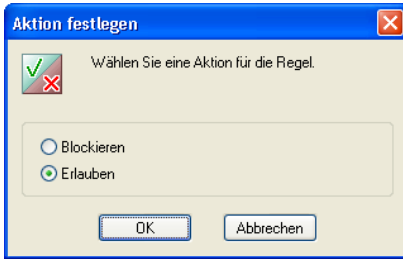 Aktion festlegen
Wählen Sie eine Aktion für die Regel.
Blockieren
Erlauben
OK
Abbrechen